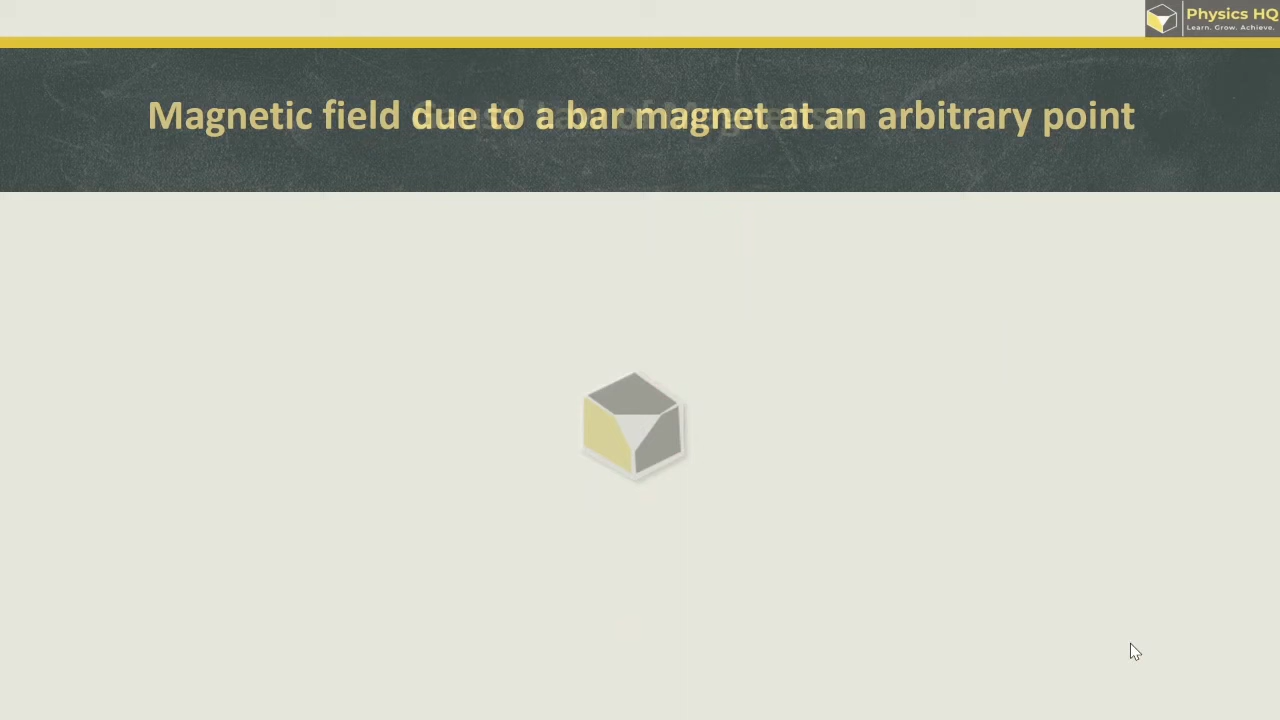 Physics HQ
Learn. Grow. Achieve.
Magnetic field due to a bar magnet at an arbitrary point